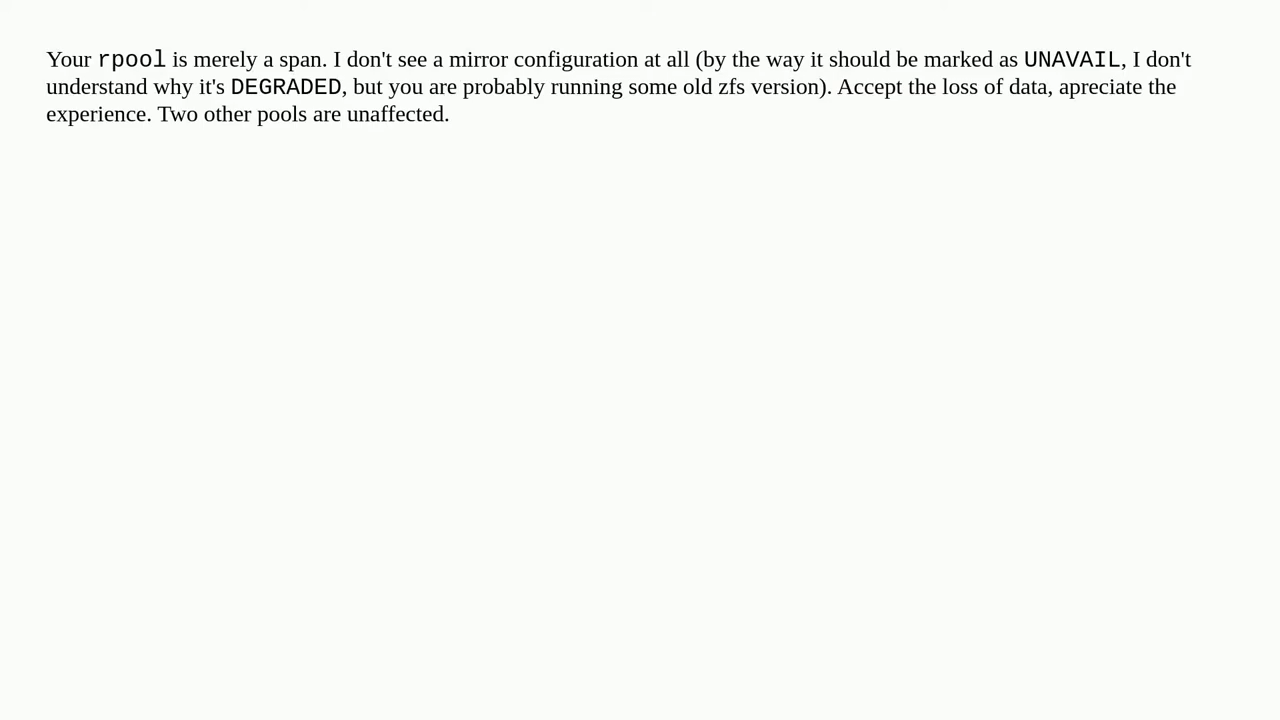 Your rpool is merely a span. I don't see a mirror configuration at all (by the way it should be marked as UNAVAIL, I don't
understand why it's DEGRADED, but you are probably running some old zfs version). Accept the loss of data, apreciate the
experience. Two other pools are unaffected.